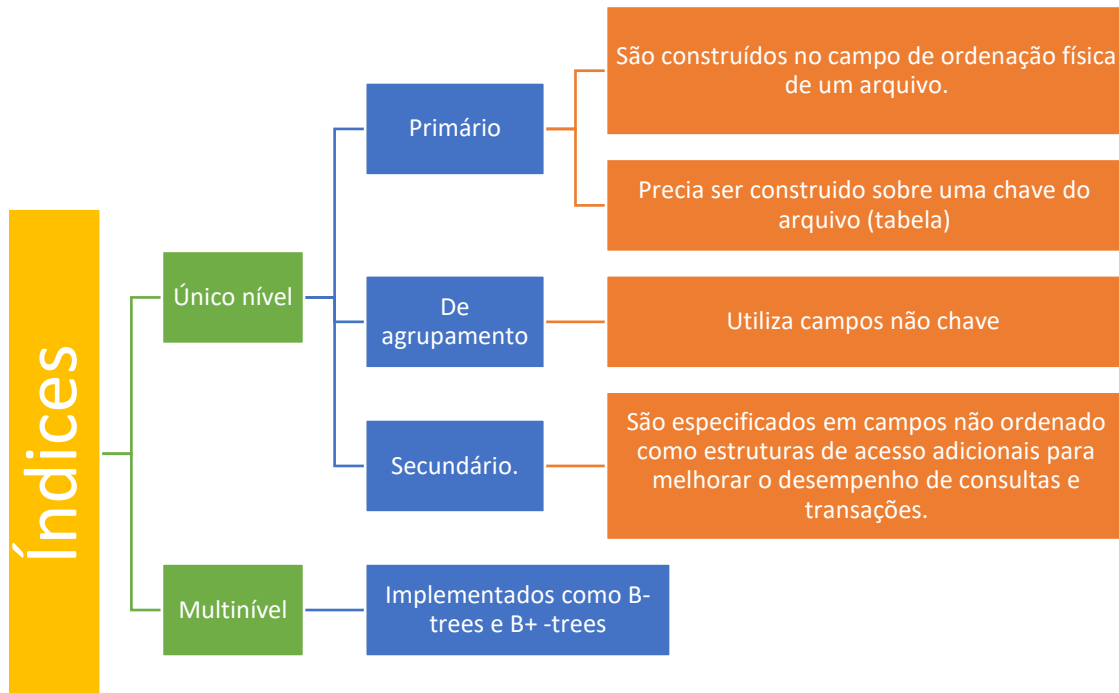 Índices
Único nível
Primário
São construídos no campo de ordenação física
de um arquivo.
Precia ser construido sobre uma chave do
arquivo (tabela)
De
agrupamento
Utiliza campos não chave
Secundário.
São especificados em campos não ordenado
como estruturas de acesso adicionais para
melhorar o desempenho de consultas e
transações.
Multinível
Implementados como B-
trees e B+ -trees